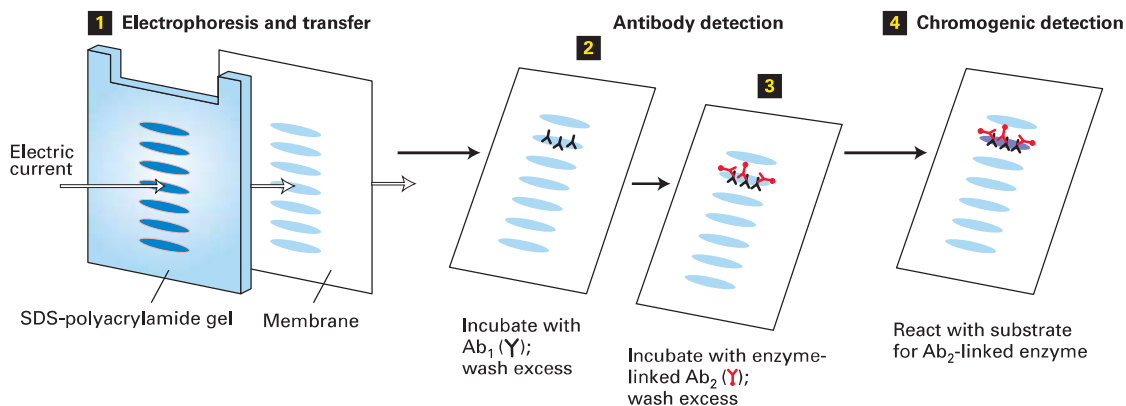 1 Electrophoresis and transfer
Electric
current
SDS-polyacrylamide gel
Membrane
Antibody detection
2
Incubate with
Ab₁ (Y);
wash excess
3
Incubate with enzyme-
linked Ab₂ (Y);
wash excess
4 Chromogenic detection
React with substrate
for Ab₂-linked enzyme